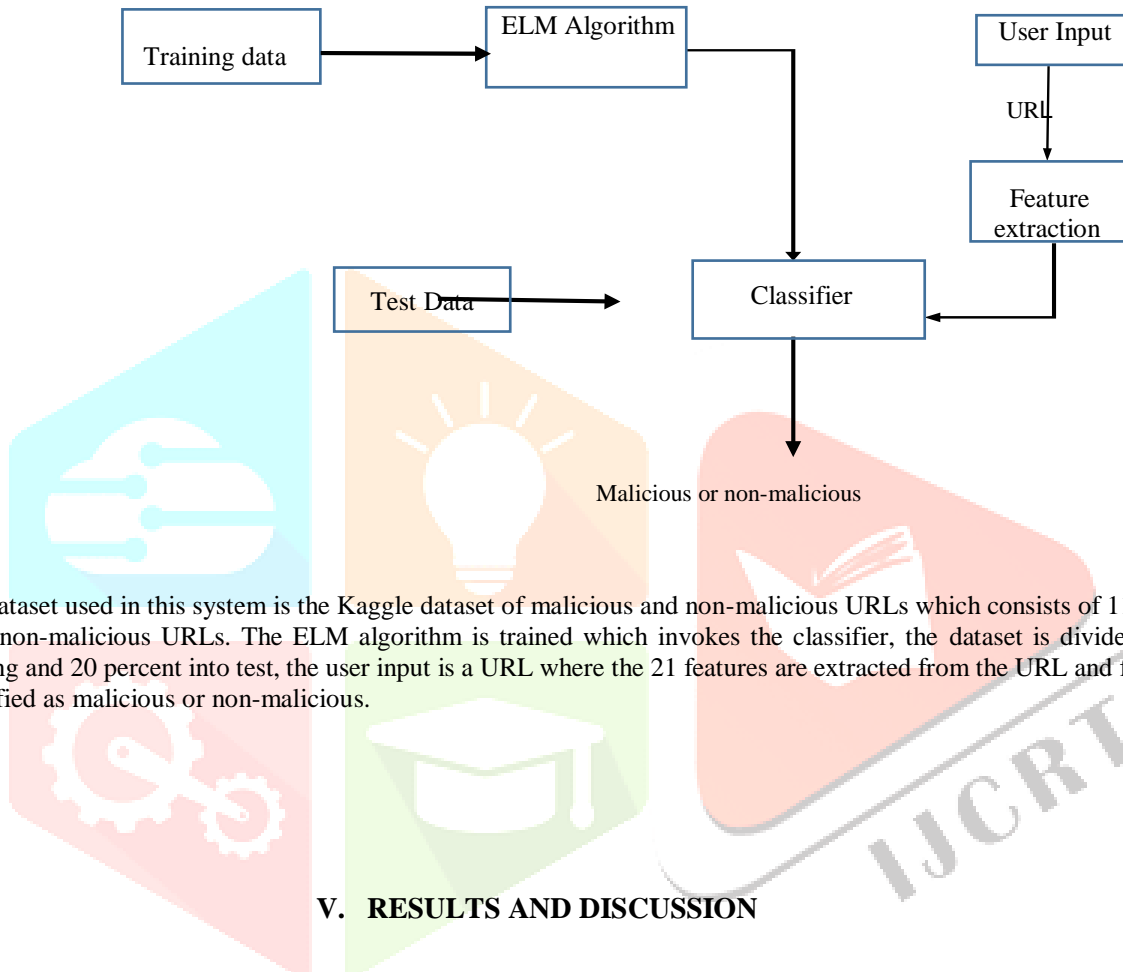 Training data
ELM Algorithm
User Input
URL
Feature
extraction
Test Data
Classifier
Malicious or non-malicious
ataset used in this system is the Kaggle dataset of malicious and non-malicious URLs which consists of 1
non-malicious URLs. The ELM algorithm is trained which invokes the classifier, the dataset is divide
ng and 20 percent into test, the user input is a URL where the 21 features are extracted from the URL and f
fied as malicious or non-malicious.
IJCRT
V. RESULTS AND DISCUSSION